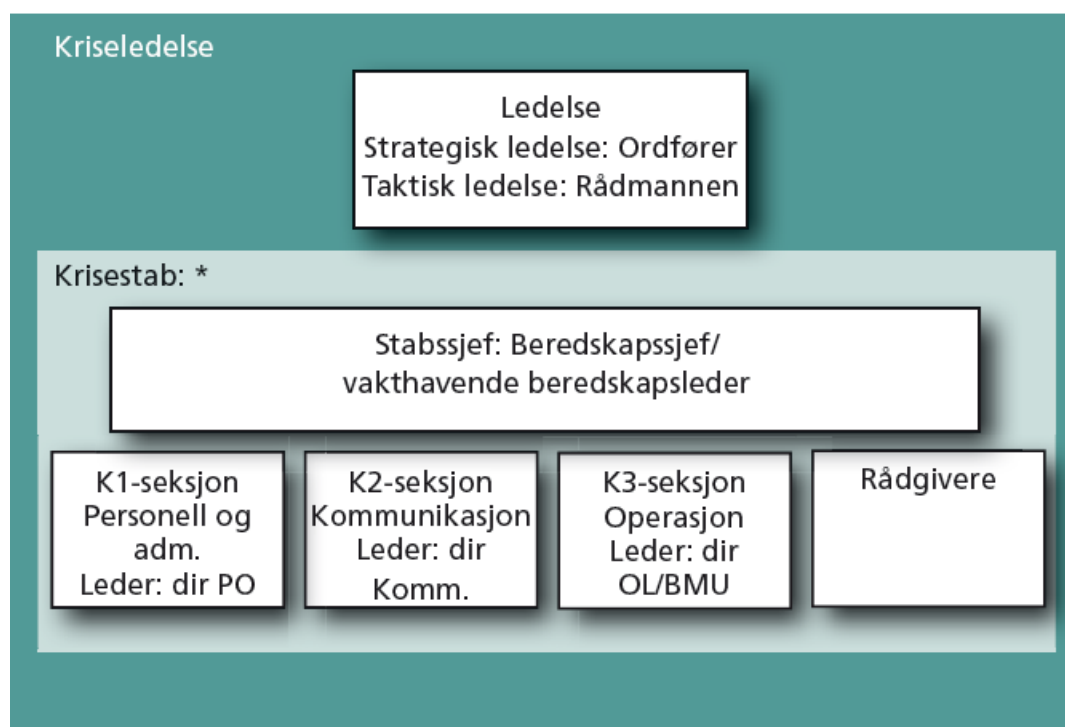 Kriseledelse
Ledelse
Strategisk ledelse: Ordfører
Taktisk ledelse: Rådmannen
Krisestab: *
Stabssjef: Beredskapssjef/
vakthavende beredskapsleder
K1-seksjon
Personell og
adm.
Leder: dir PO
K2-seksjon
Kommunikasjon
Leder: dir
Komm.
K3-seksjon
Operasjon
Leder: dir
OL/BMU
Rådgivere